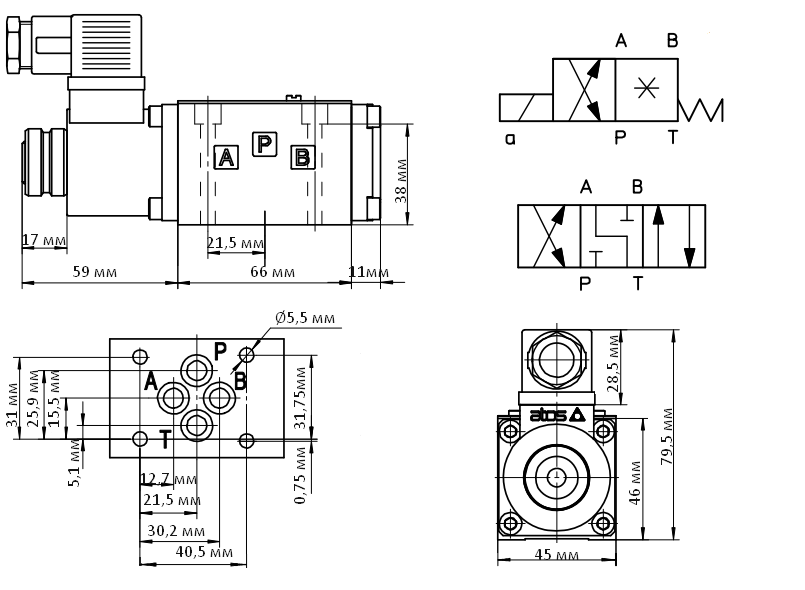 A B
a P T
A P B
38 мм
17 мм
21,5 мм
59 мм
66 мм
11мм
A B
P T
Ø5,5 мм
P
A B
T
31 мм
25,9 мм
15,5 мм
5,1 мм
31,75мм
0,75 мм
12,7 мм
21,5 мм
30,2 мм
40,5 мм
28,5 мм
atos
79,5 мм
46 мм
45 мм